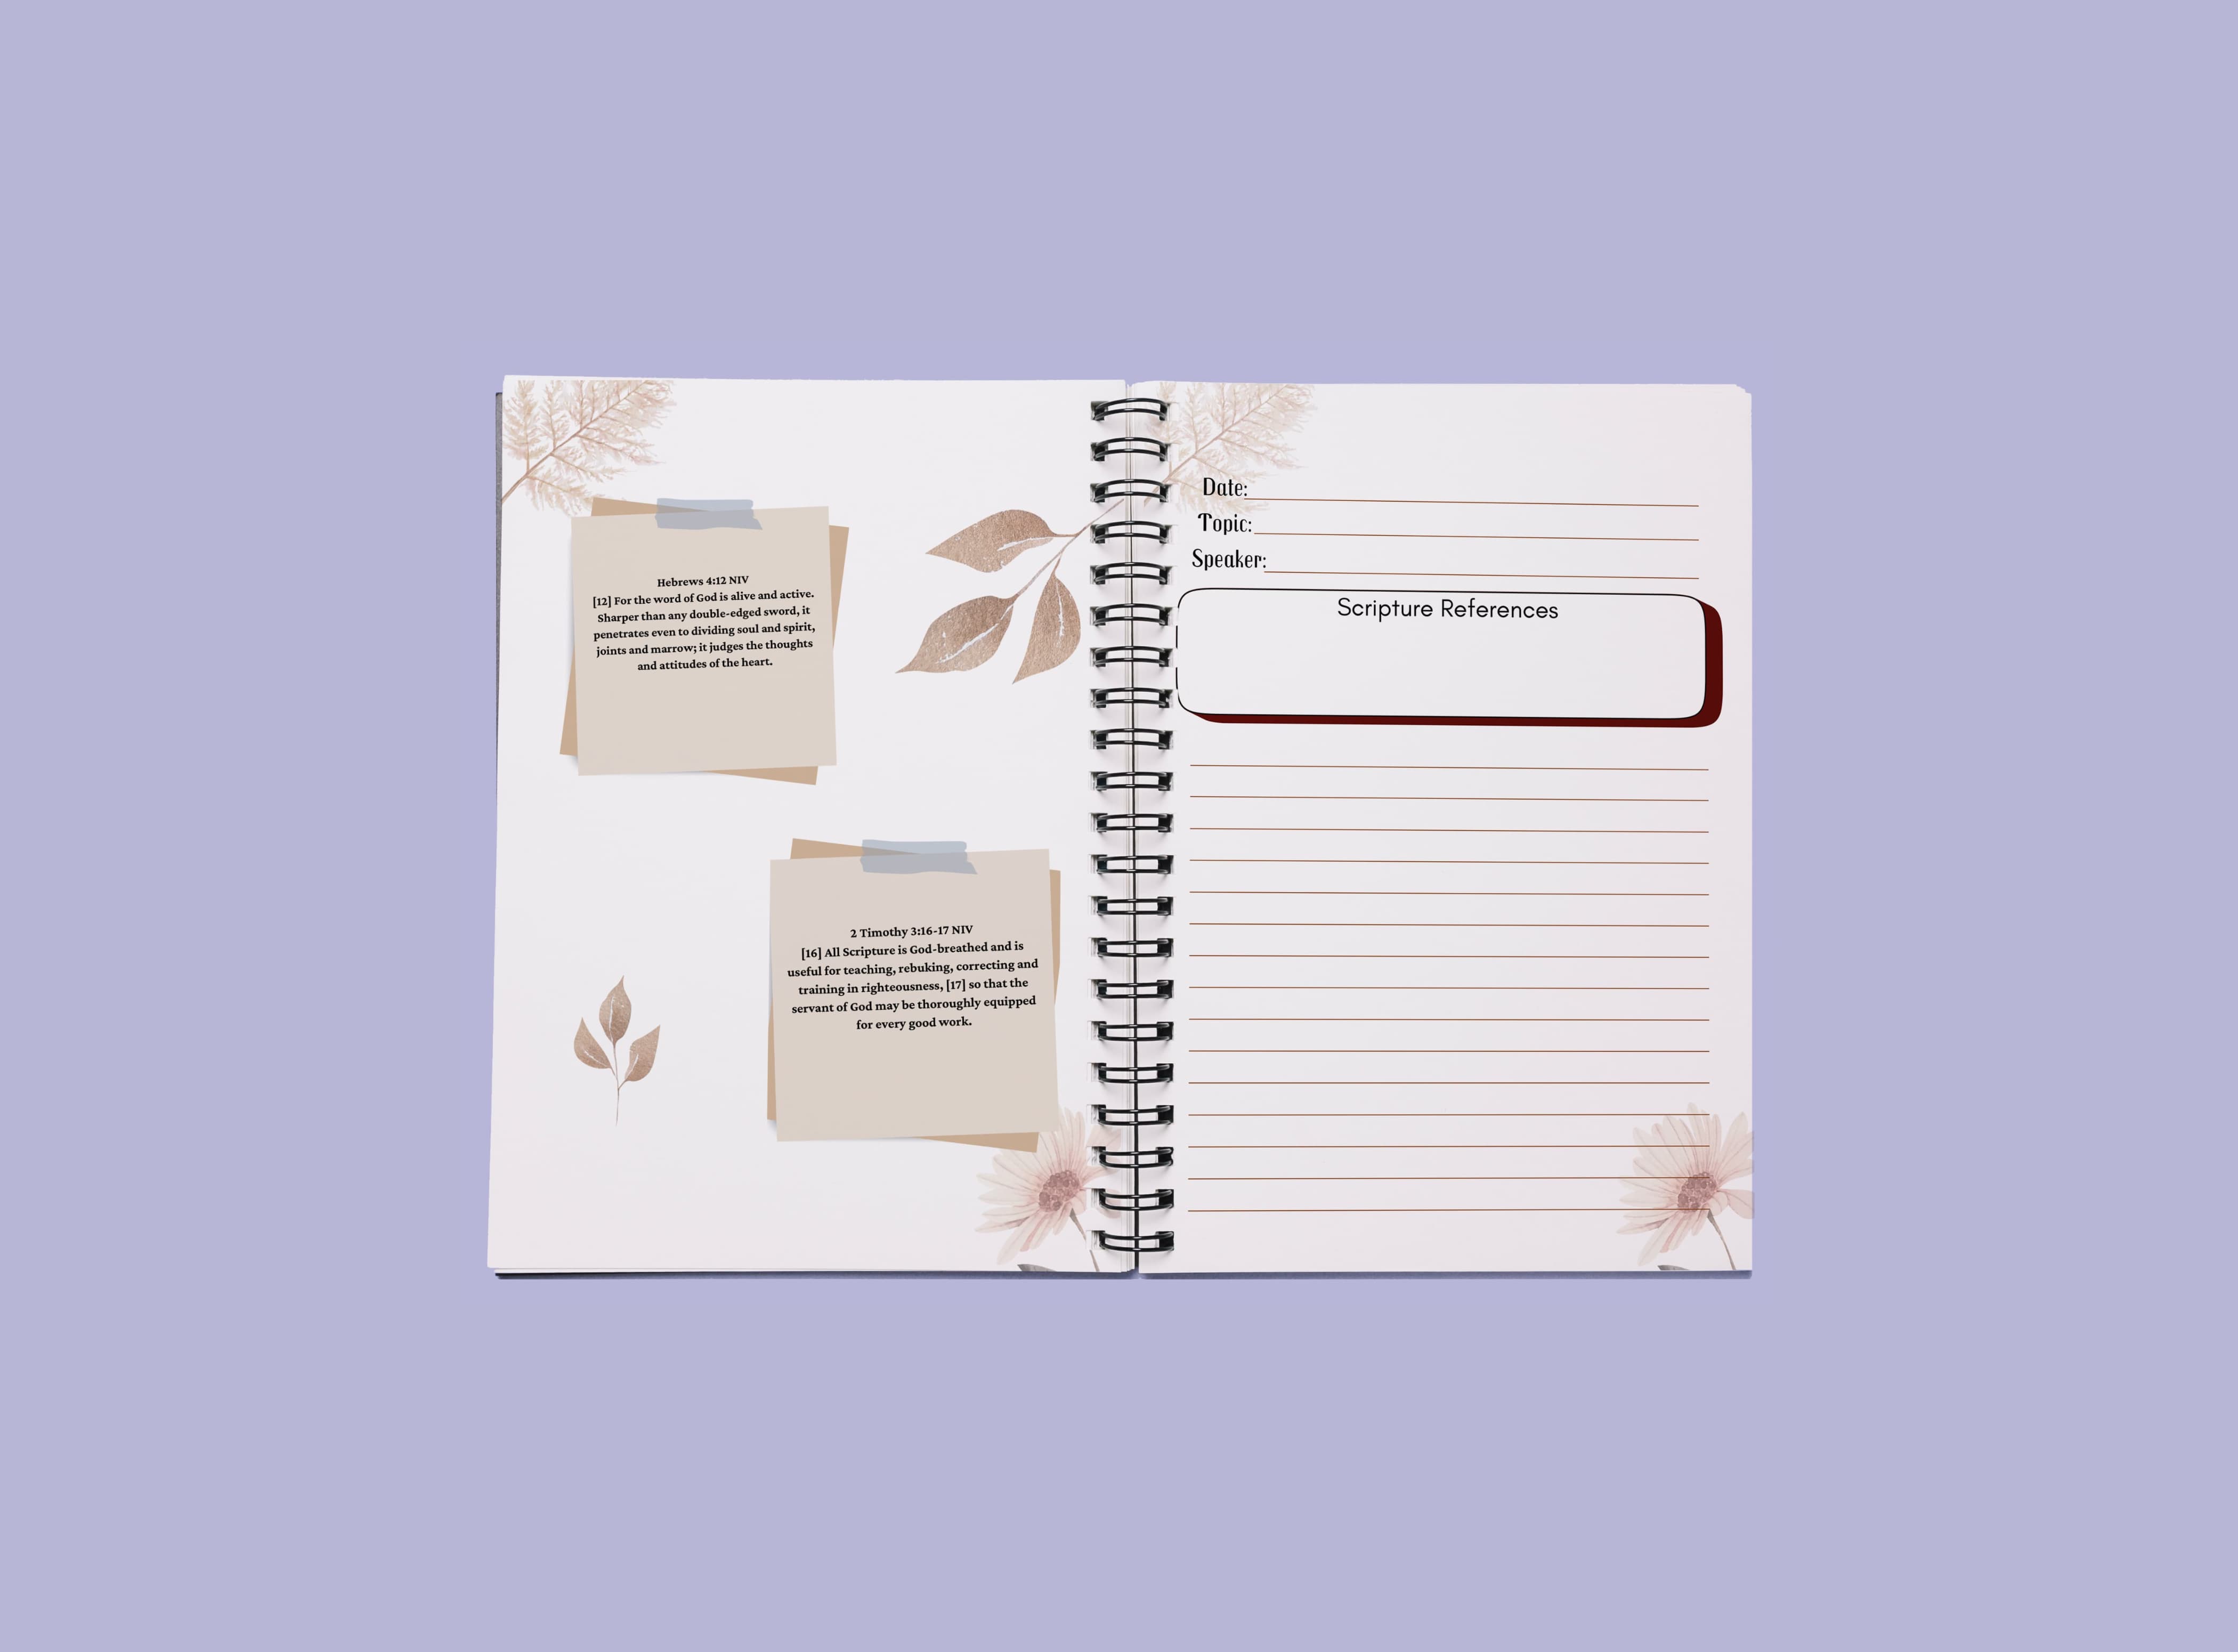 Hebrews 4:12 NIV
[12] For the word of God is alive and active.
Sharper than any double-edged sword, it
penetrates even to dividing soul and spirit,
joints and marrow; it judges the thoughts
and attitudes of the heart.
2 Timothy 3:16-17 NIV
[16] All Scripture is God-breathed and is
useful for teaching, rebuking, correcting and
training in righteousness, [17] so that the
servant of God may be thoroughly equipped
for every good work.
Date:
Topic:
Speaker:
Scripture References